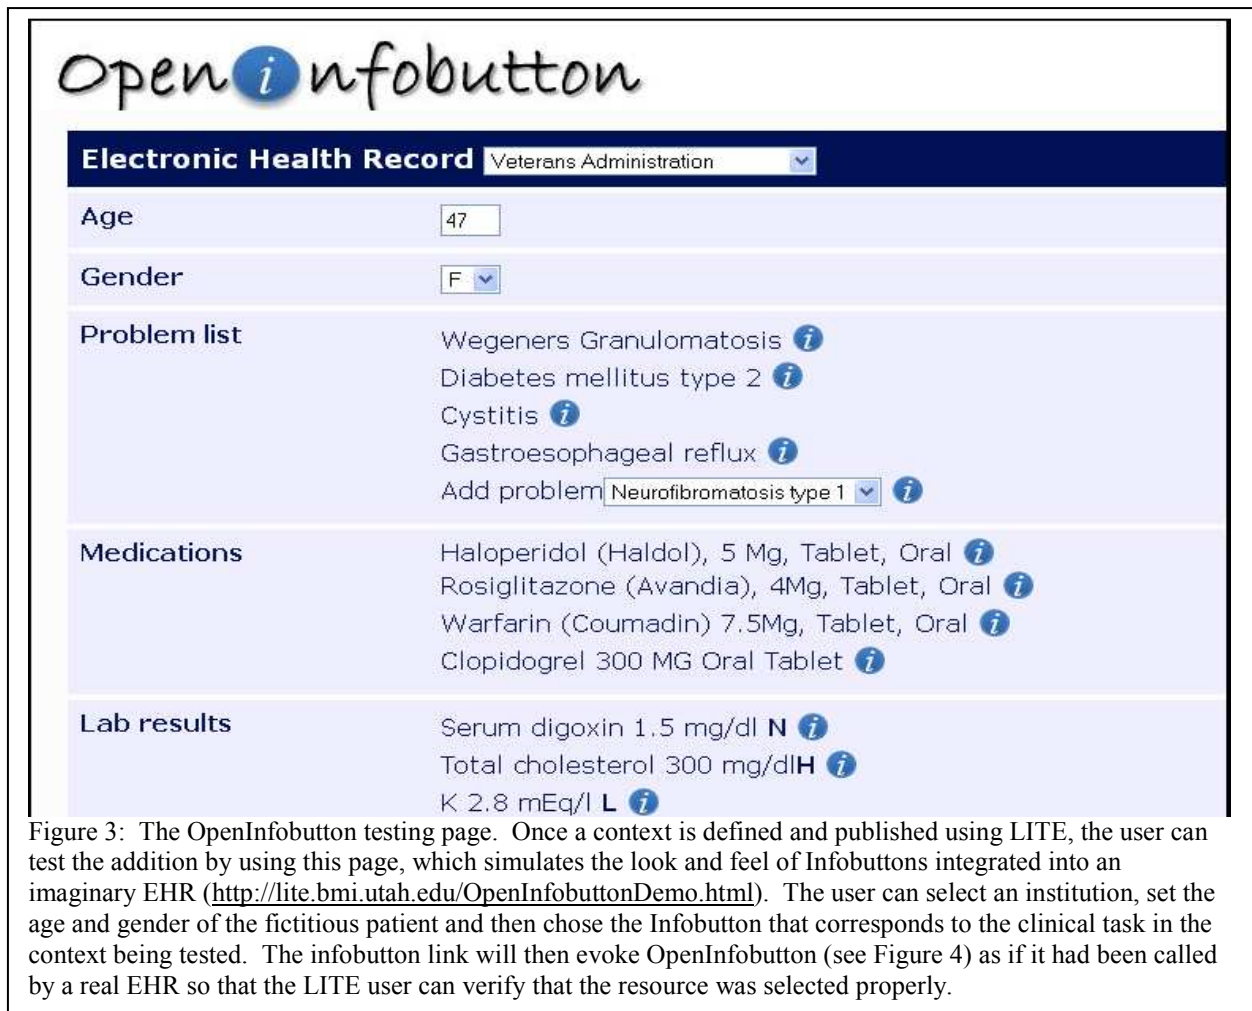 Open i nfobutton
Electronic Health Record Veterans Administration
Age 47
Gender F
Problem list Wegeners Granulomatosis i
Diabetes mellitus type 2 i
Cystitis i
Gastroesophageal reflux i
Add problem Neurofibromatosis type 1 i
Medications Haloperidol (Haldol), 5 Mg, Tablet, Oral i
Rosiglitazone (Avandia), 4Mg, Tablet, Oral i
Warfarin (Coumadin) 7.5Mg, Tablet, Oral i
Clopidogrel 300 MG Oral Tablet i
Lab results Serum digoxin 1.5 mg/dl N i
Total cholesterol 300 mg/dlH i
K 2.8 mEq/l L i
Figure 3:  The OpenInfobutton testing page.  Once a context is defined and published using LITE, the user can
test the addition by using this page, which simulates the look and feel of Infobuttons integrated into an
imaginary EHR (http://lite.bmi.utah.edu/OpenInfobuttonDemo.html).  The user can select an institution, set the
age and gender of the fictitious patient and then chose the Infobutton that corresponds to the clinical task in the
context being tested.  The infobutton link will then evoke OpenInfobutton (see Figure 4) as if it had been called
by a real EHR so that the LITE user can verify that the resource was selected properly.